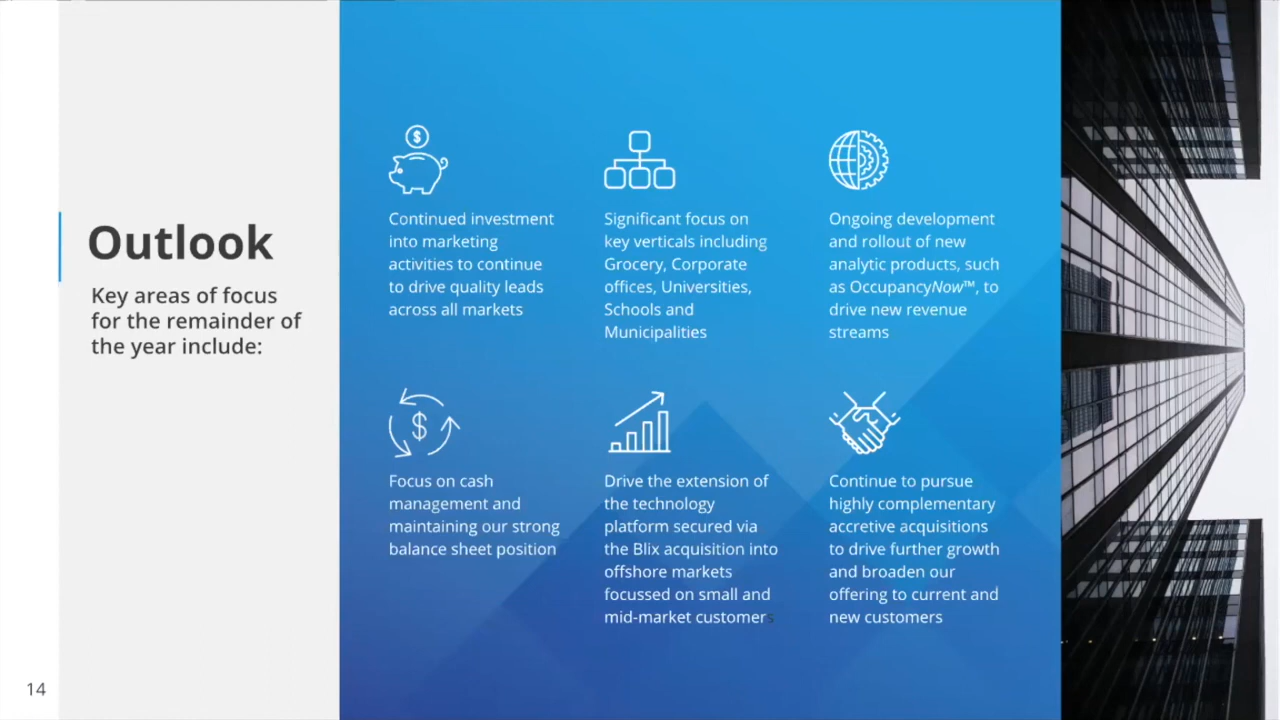 Outlook
Key areas of focus
for the remainder of
the year include:
$
Continued investment
into marketing
activities to continue
to drive quality leads
across all markets
Significant focus on
key verticals including
Grocery, Corporate
offices, Universities,
Schools and
Municipalities
Ongoing development
and rollout of new
analytic products, such
as OccupancyNow™, to
drive new revenue
streams
$
Focus on cash
management and
maintaining our strong
balance sheet position
Drive the extension of
the technology
platform secured via
the Blix acquisition into
offshore markets
focussed on small and
mid-market customers
Continue to pursue
highly complementary
accretive acquisitions
to drive further growth
and broaden our
offering to current and
new customers
14